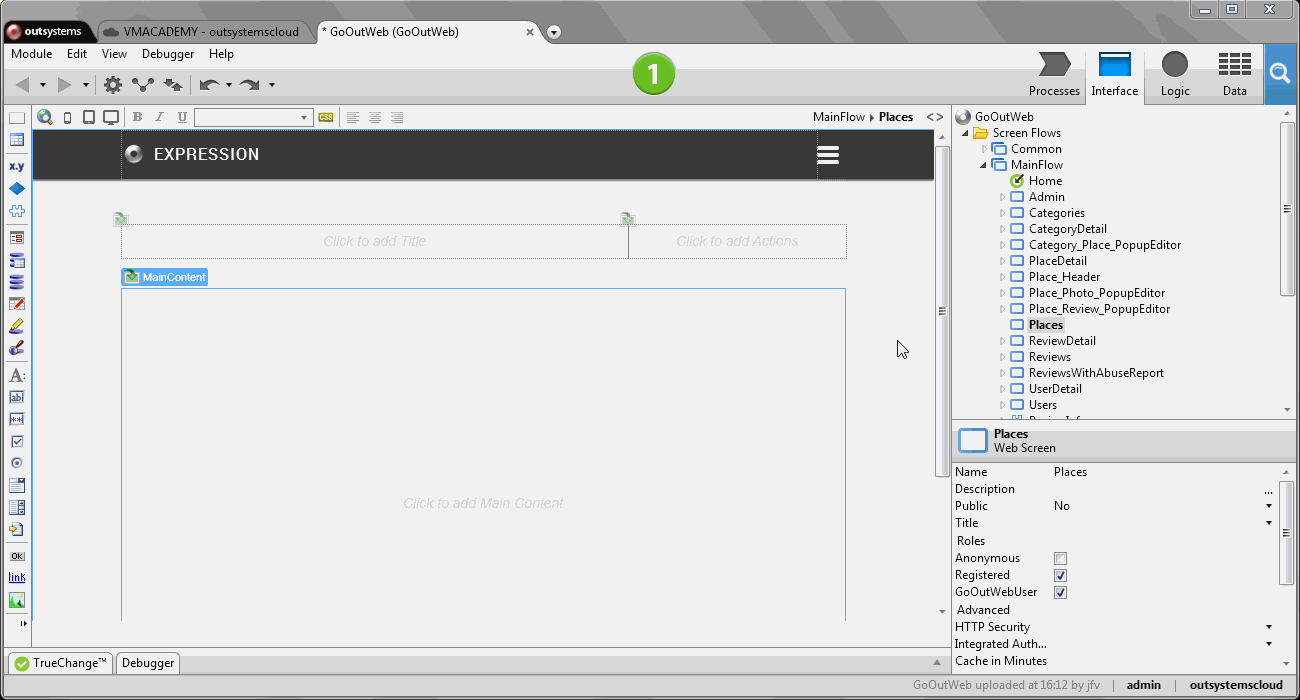 outsystems
VMACADEMY - outsystemscloud
* GoOutWeb (GoOutWeb)
Module Edit View Debugger Help
1
Processes Interface Logic Data
B I U
CSS
MainFlow Places <>
EXPRESSION
Click to add Title
Click to add Actions
MainContent
Click to add Main Content
x.y
A:
ab
OK
link
GoOutWeb
Screen Flows
Common
MainFlow
Home
Admin
Categories
CategoryDetail
Category_Place_PopupEditor
PlaceDetail
Place_Header
Place_Photo_PopupEditor
Place_Review_PopupEditor
Places
ReviewDetail
Reviews
ReviewsWithAbuseReport
UserDetail
Users
Places
Web Screen
Name Places
Description ...
Public No
Title
Roles
Anonymous
Registered
GoOutWebUser
Advanced
HTTP Security
Integrated Auth...
Cache in Minutes
TrueChange™ Debugger
GoOutWeb uploaded at 16:12 by jfv | admin | outsystemscloud